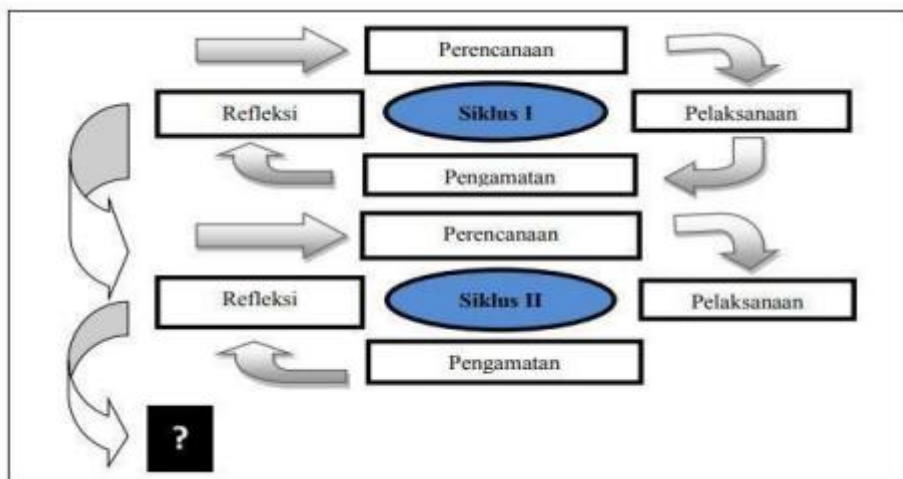 Perencanaan
Refleksi
Siklus I
Pelaksanaan
Pengamatan
Perencanaan
Refleksi
Siklus II
Pelaksanaan
Pengamatan
?